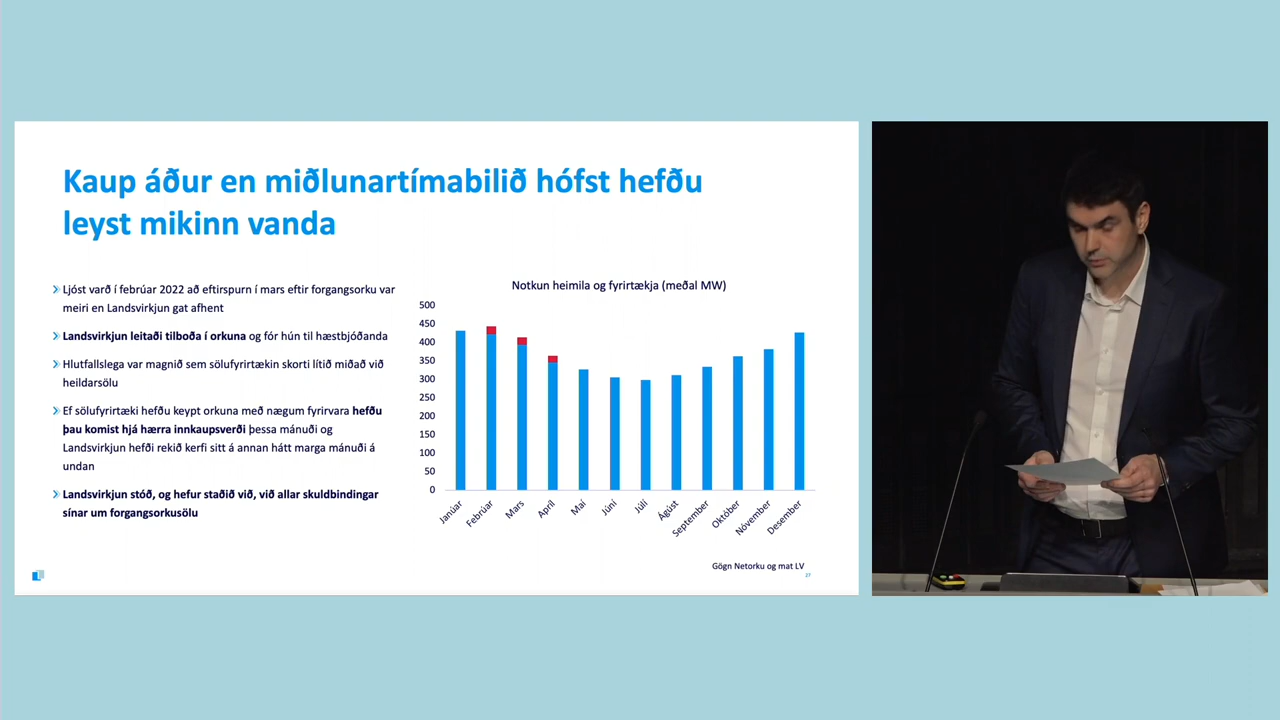 Kaup áður en miðlunartímabilið hófst hefðu
leyst mikinn vanda
Ljóst varð í febrúar 2022 að eftirspurn í mars eftir forgangsorku var
meiri en Landsvirkjun gat afhent
Landsvirkjun leitaði tilboða í orkuna og fór hún til hæstbjóðanda
Hlutfallslega var magnið sem sölufyrirtækin skorti lítið miðað við
heildarsölu
Ef sölufyrirtæki hefðu keypt orkuna með nægum fyrirvara hefðu
þau komist hjá hærra innkaupsverði þessa mánuði og
Landsvirkjun hefði rekið kerfi sitt á annan hátt marga mánuði á
undan
Landsvirkjun stóð, og hefur staðið við, við allar skuldbindingar
sínar um forgangsorkusölu
Notkun heimila og fyrirtækja (meðal MW)
500
450
400
350
300
250
200
150
100
50
0
Janúar
Febrúar
Mars
Apríl
Maí
Júní
Júlí
Ágúst
September
Október
Nóvember
Desember
Gögn Netorku og mat LV
27